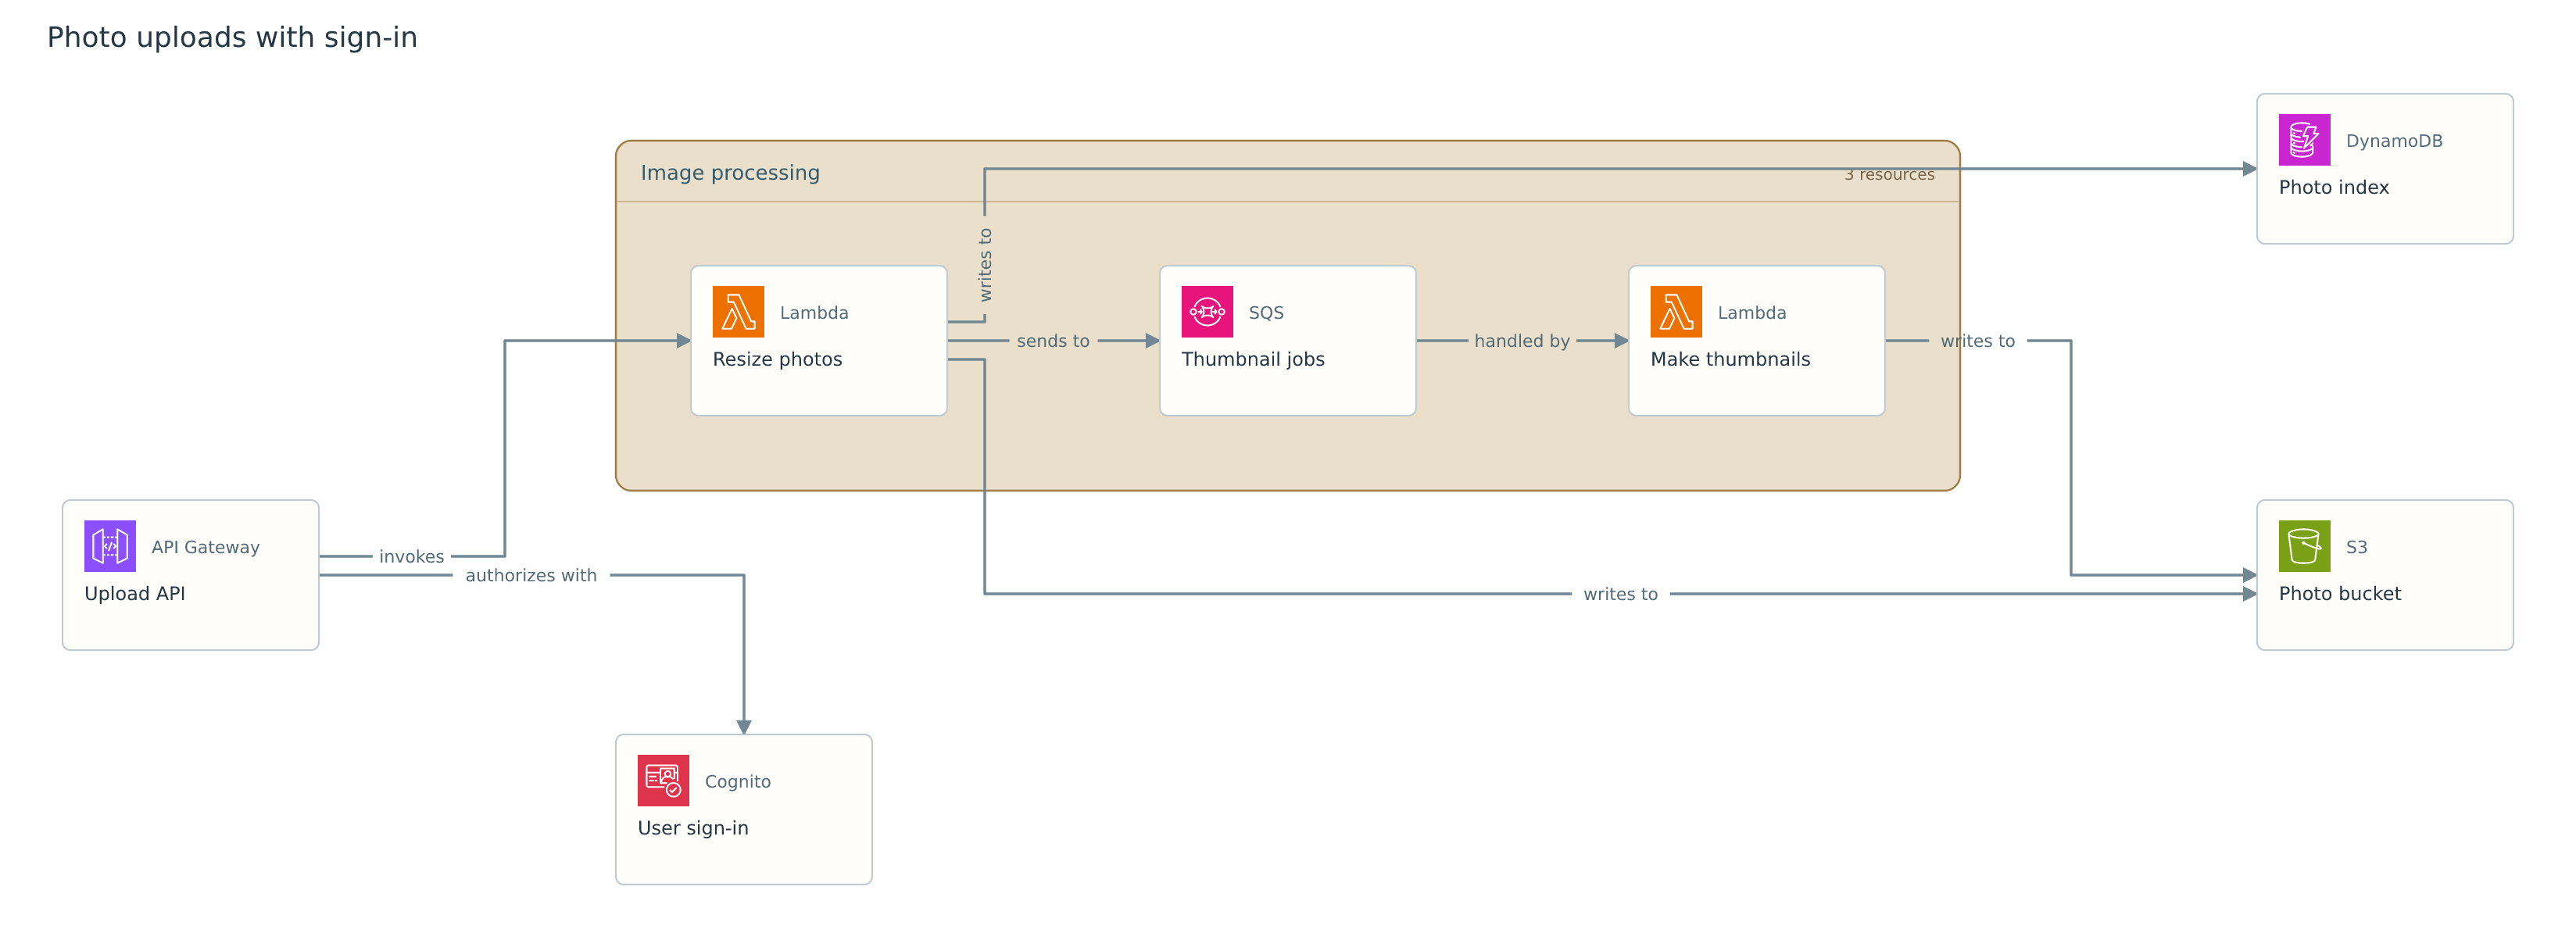 Photo uploads with sign-in
DynamoDB
Photo index
Image processing
3 resources
writes to
Lambda
Resize photos
sends to
SQS
Thumbnail jobs
handled by
Lambda
Make thumbnails
writes to
API Gateway
Upload API
invokes
authorizes with
writes to
S3
Photo bucket
Cognito
User sign-in